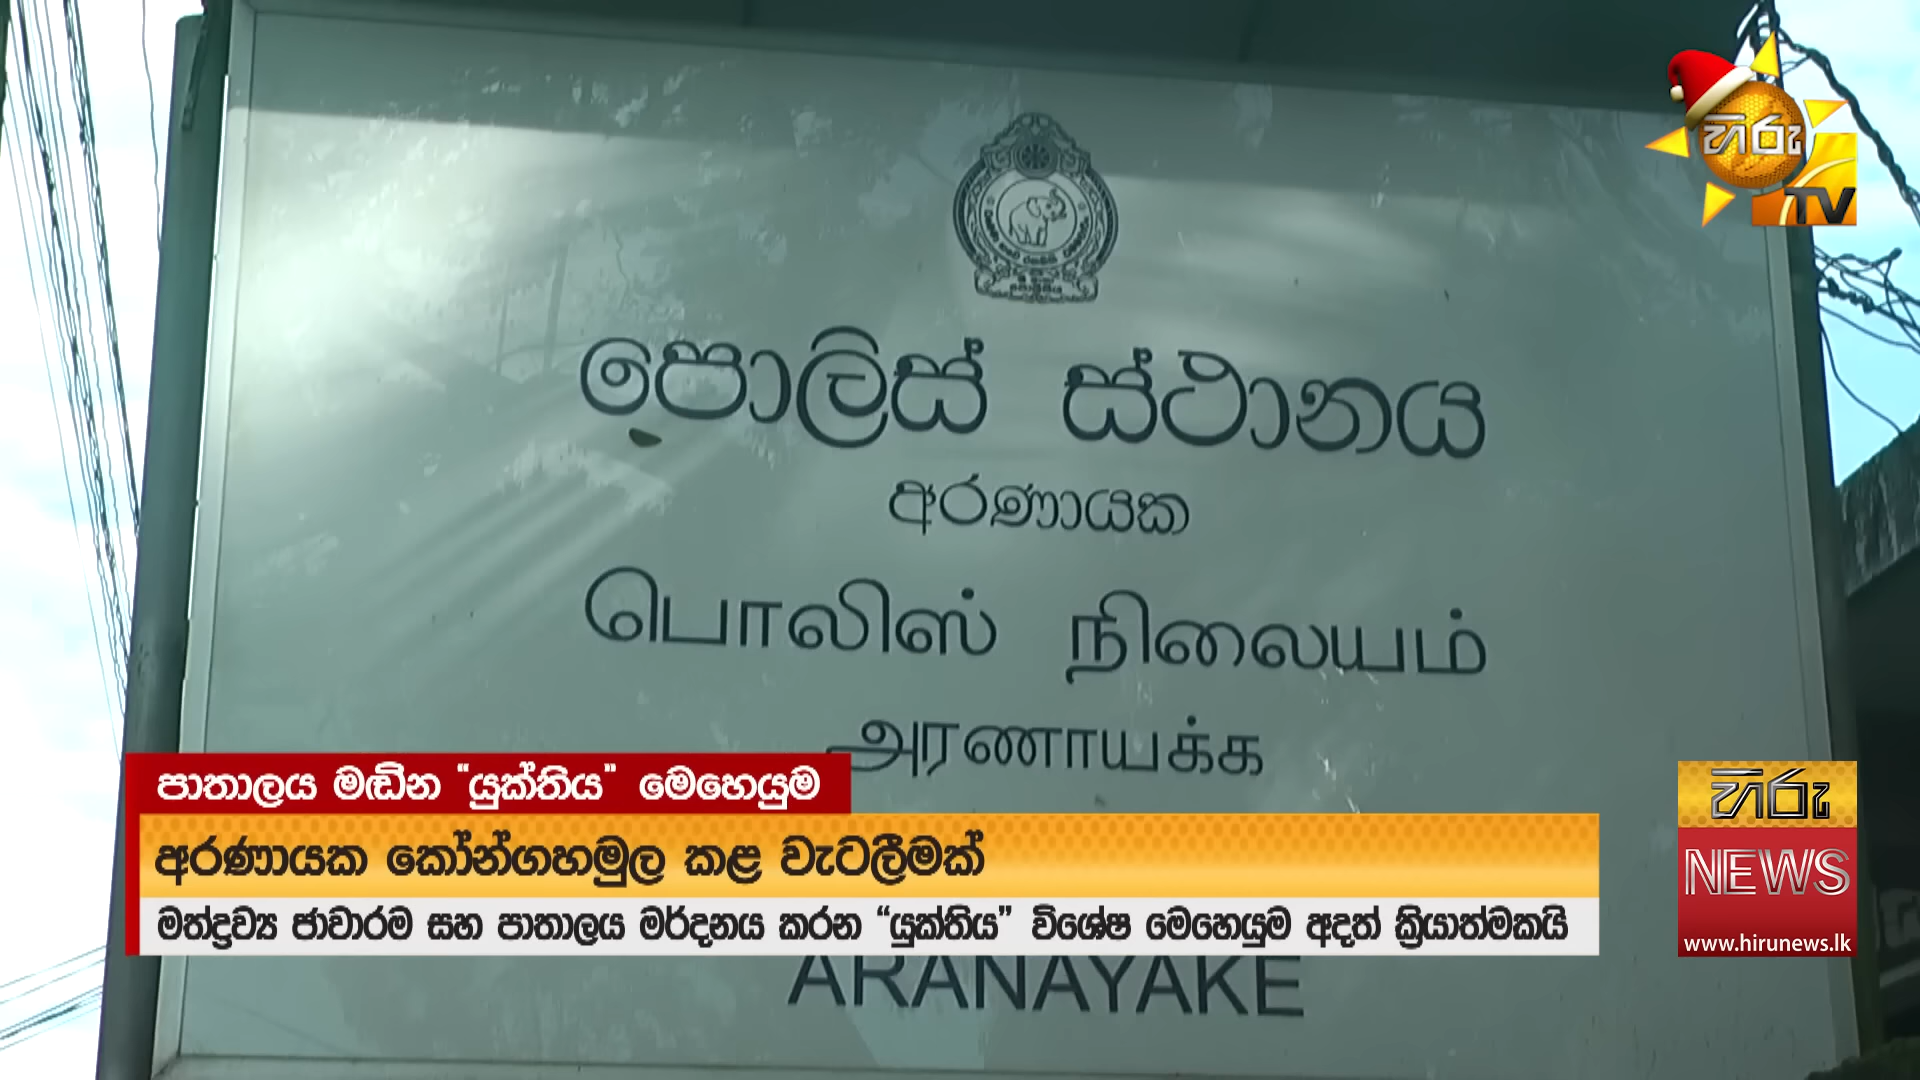 හිරු
TV
පොලිස් ස්ථානය
අරණායක
பொலிஸ் நிலையம்
அரணாயக்க
පාතාලය මඬින “යුක්තිය” මෙහෙයුම
අරණායක කෝන්ගහමුල කළ වැටලීමක්
මත්ද්‍රව්‍ය ජාවාරම සහ පාතාලය මර්දනය කරන “යුක්තිය” විශේෂ මෙහෙයුම අදත් ක්‍රියාත්මකයි
හිරු
NEWS
www.hirunews.lk
ARANAYAKE